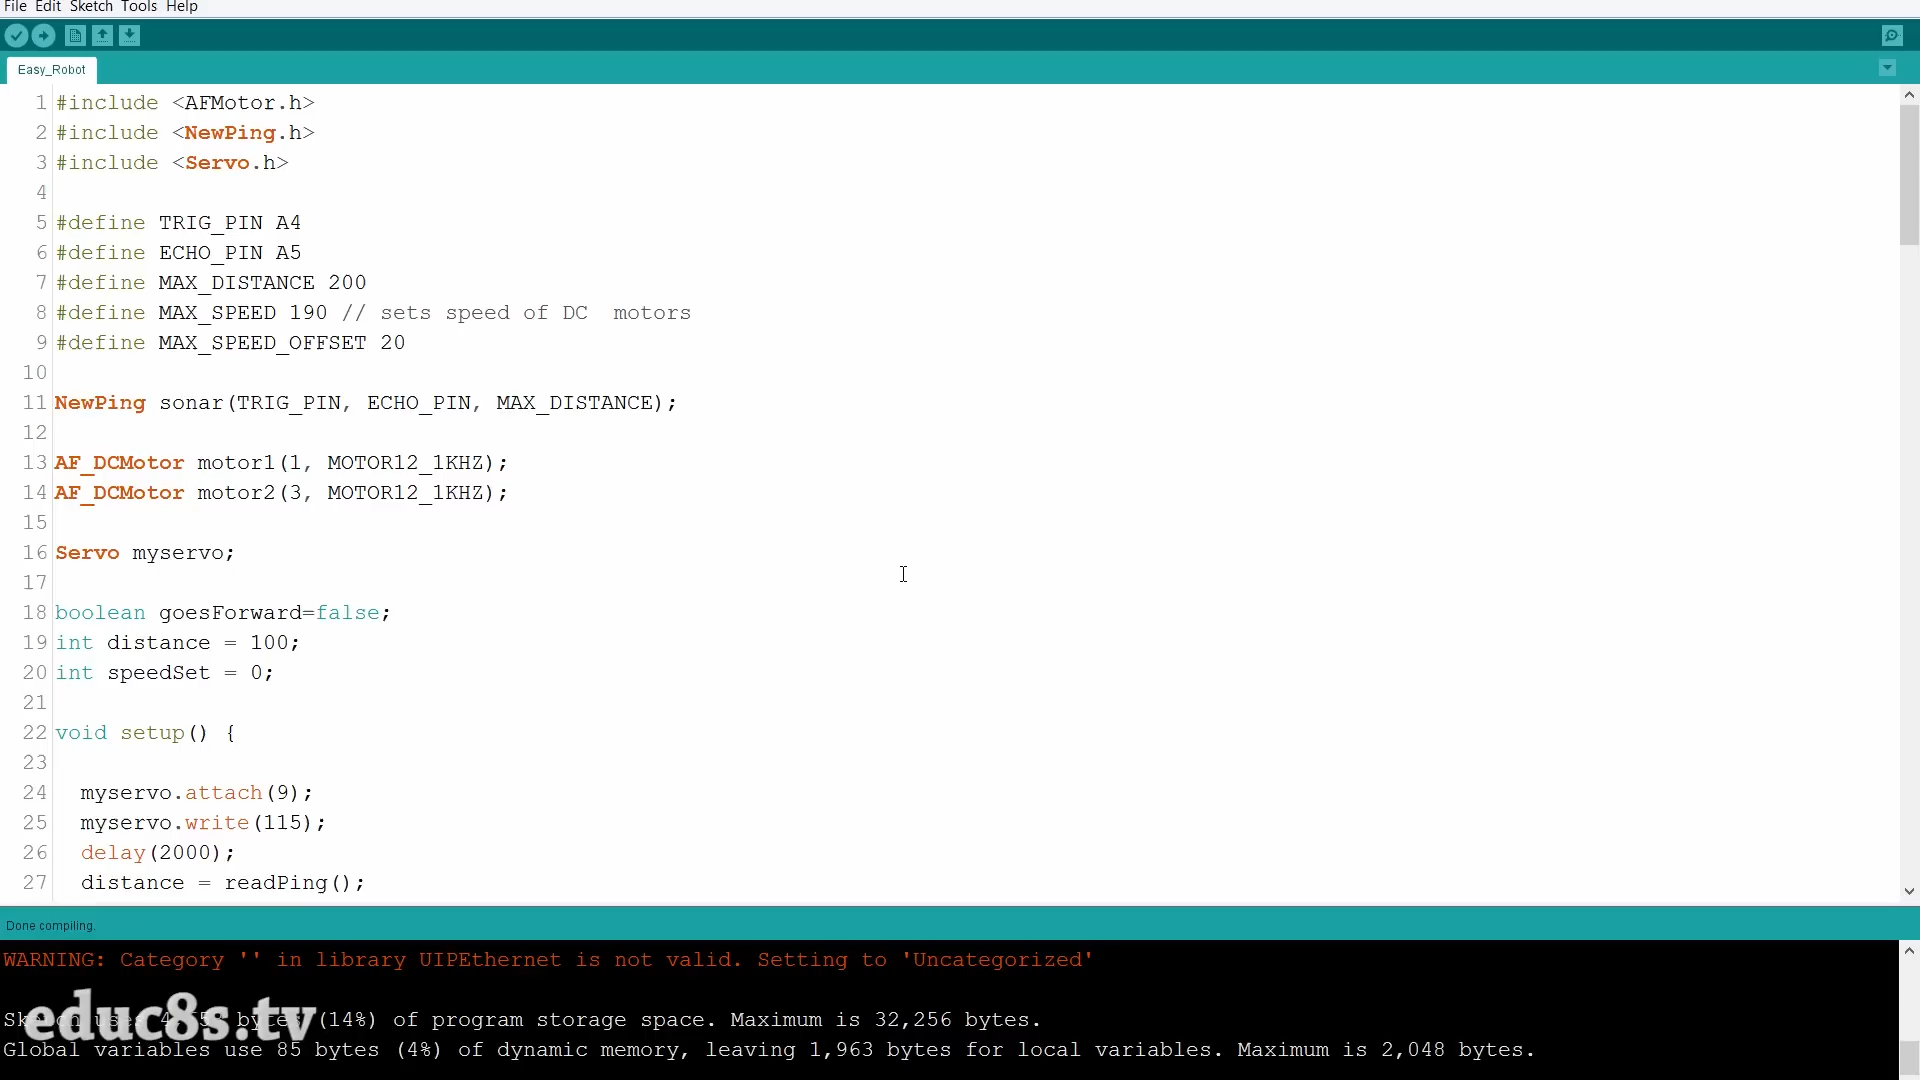 File Edit Sketch Tools Help
Easy_Robot
1 #include <AFMotor.h>
2 #include <NewPing.h>
3 #include <Servo.h>
4
5 #define TRIG_PIN A4
6 #define ECHO_PIN A5
7 #define MAX_DISTANCE 200
8 #define MAX_SPEED 190 // sets speed of DC  motors
9 #define MAX_SPEED_OFFSET 20
10
11 NewPing sonar(TRIG_PIN, ECHO_PIN, MAX_DISTANCE);
12
13 AF_DCMotor motor1(1, MOTOR12_1KHZ);
14 AF_DCMotor motor2(3, MOTOR12_1KHZ);
15
16 Servo myservo;
17
18 boolean goesForward=false;
19 int distance = 100;
20 int speedSet = 0;
21
22 void setup() {
23
24   myservo.attach(9);
25   myservo.write(115);
26   delay(2000);
27   distance = readPing();
Done compiling.
WARNING: Category '' in library UIPEthernet is not valid. Setting to 'Uncategorized'
educ8s.tv
Sketch uses bytes (14%) of program storage space. Maximum is 32,256 bytes.
Global variables use 85 bytes (4%) of dynamic memory, leaving 1,963 bytes for local variables. Maximum is 2,048 bytes.